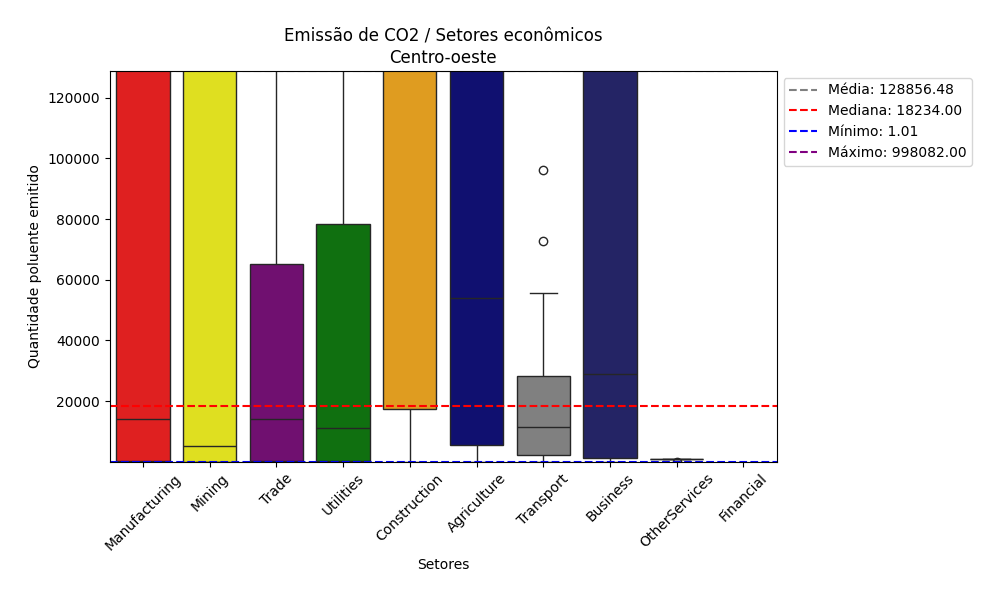 Emissão de CO2 / Setores econômicos
Centro-oeste
Quantidade poluente emitido
120000
100000
80000
60000
40000
20000
Média: 128856.48
Mediana: 18234.00
Mínimo: 1.01
Máximo: 998082.00
Manufacturing
Mining
Trade
Utilities
Construction
Agriculture
Transport
Business
OtherServices
Financial
Setores